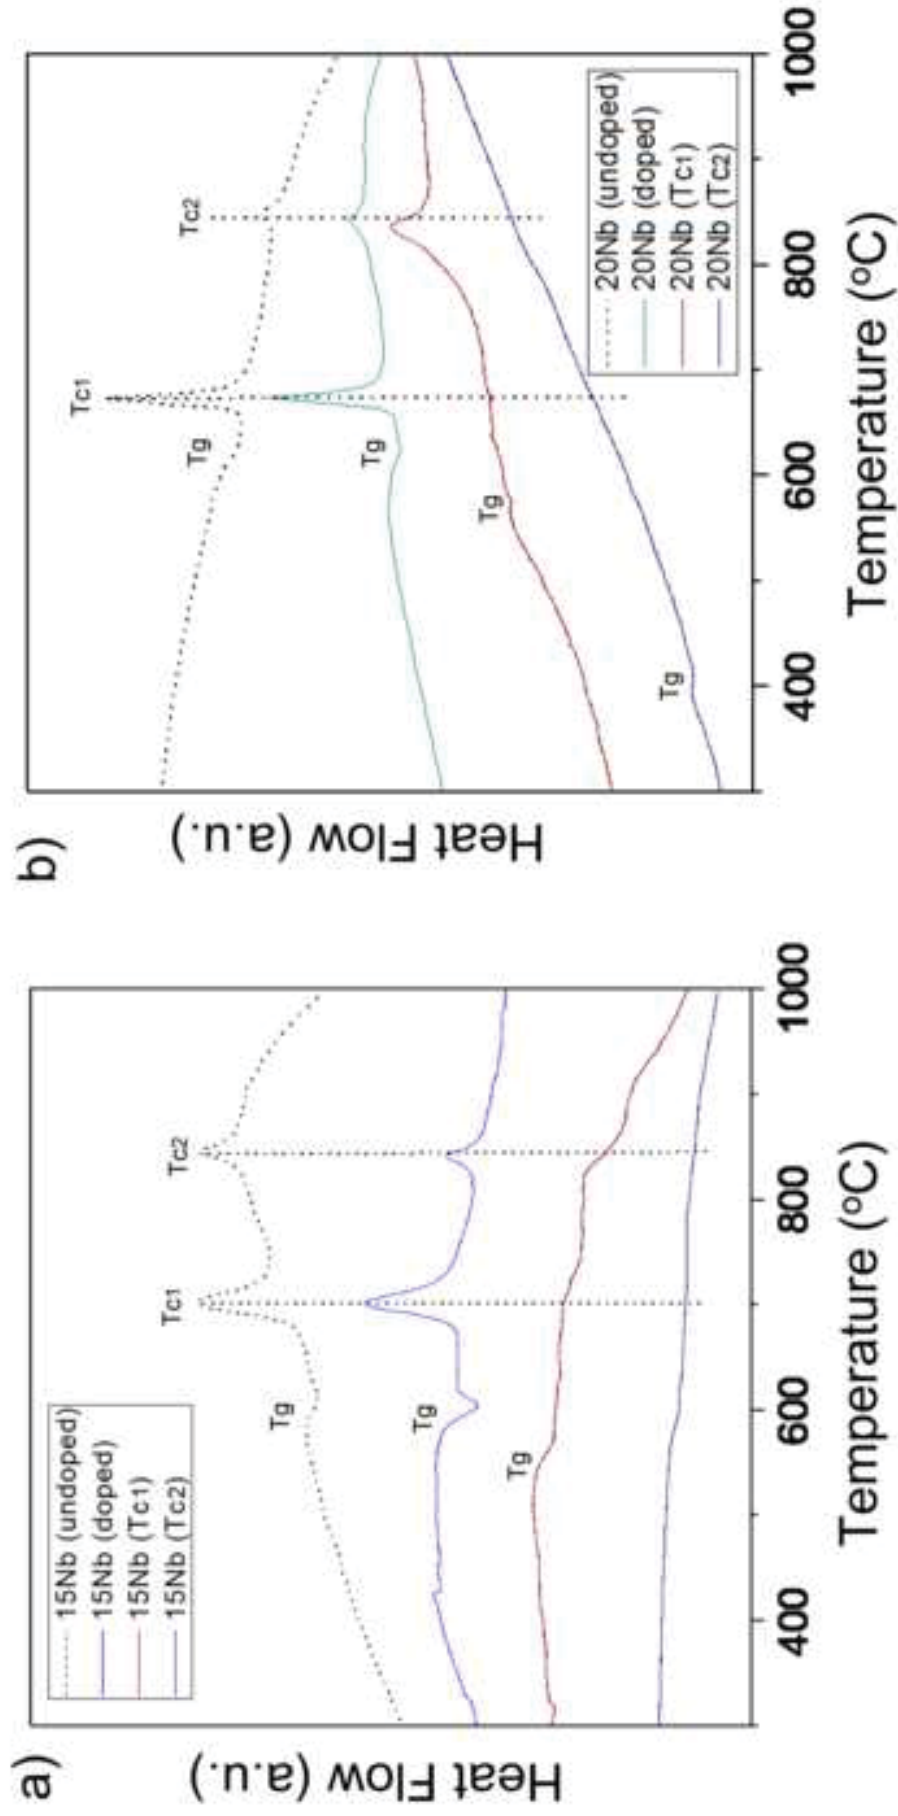 a)
15Nb (undoped)
15Nb (doped)
15Nb (Tc1)
15Nb (Tc2)
Tc1
Tc2
Tg
Tg
Tg
Heat Flow (a.u.)
400
600
800
1000
Temperature (ºC)
b)
Tc1
Tc2
Tg
Tg
Tg
Tg
20Nb (undoped)
20Nb (doped)
20Nb (Tc1)
20Nb (Tc2)
Heat Flow (a.u.)
400
600
800
1000
Temperature (ºC)